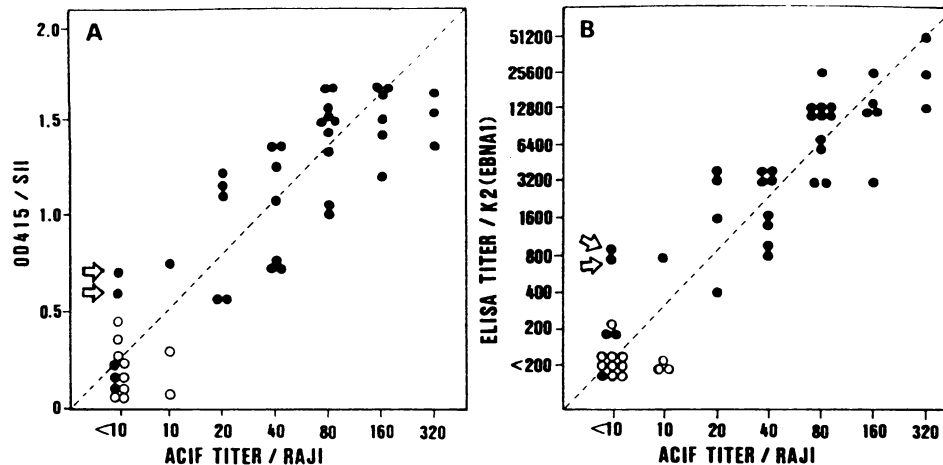 A
OD415 / SII
2.0
1.5
1.0
0.5
0
<10 10 20 40 80 160 320
ACIF TITER / RAJI
B
ELISA TITER / K2(EBNA1)
51200
25600
12800
6400
3200
1600
800
400
200
<200
<10 10 20 40 80 160 320
ACIF TITER / RAJI